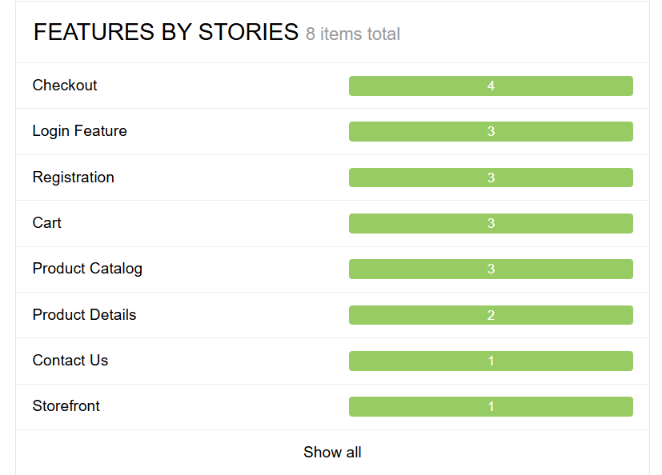 FEATURES BY STORIES 8 items total
Checkout 4
Login Feature 3
Registration 3
Cart 3
Product Catalog 3
Product Details 2
Contact Us 1
Storefront 1
Show all